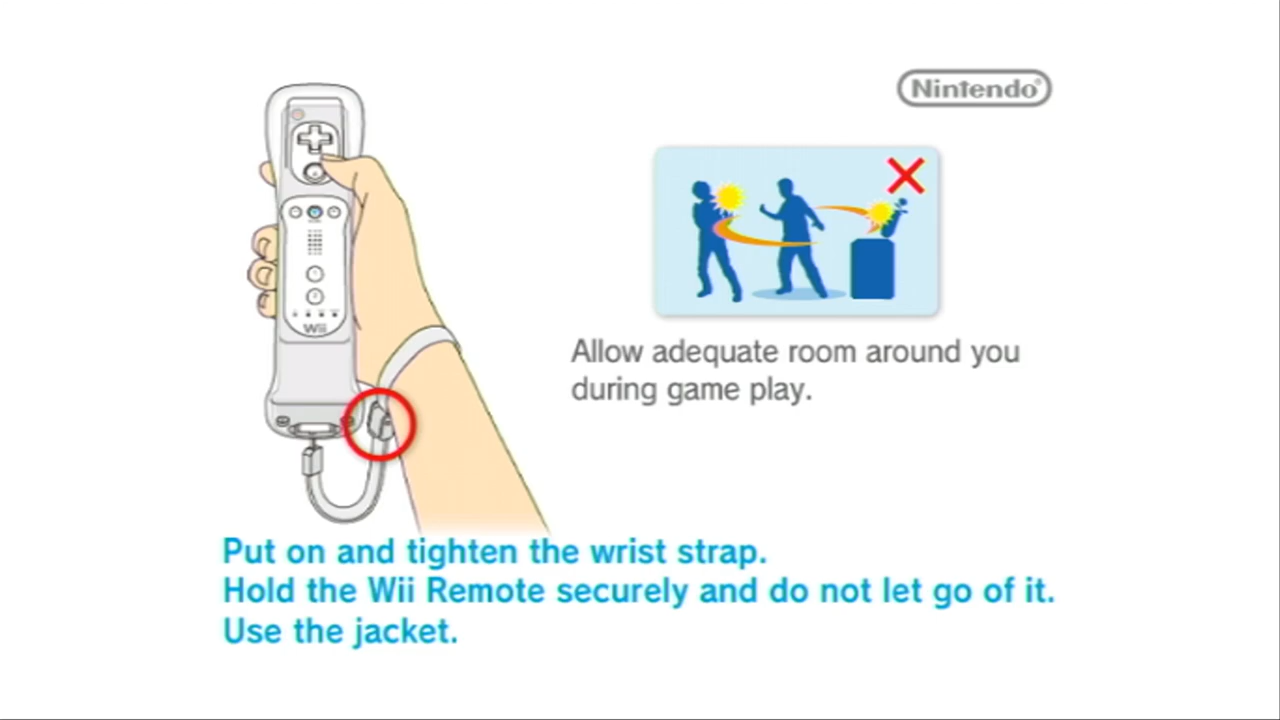 Nintendo®
Wii
Allow adequate room around you
during game play.
Put on and tighten the wrist strap.
Hold the Wii Remote securely and do not let go of it.
Use the jacket.